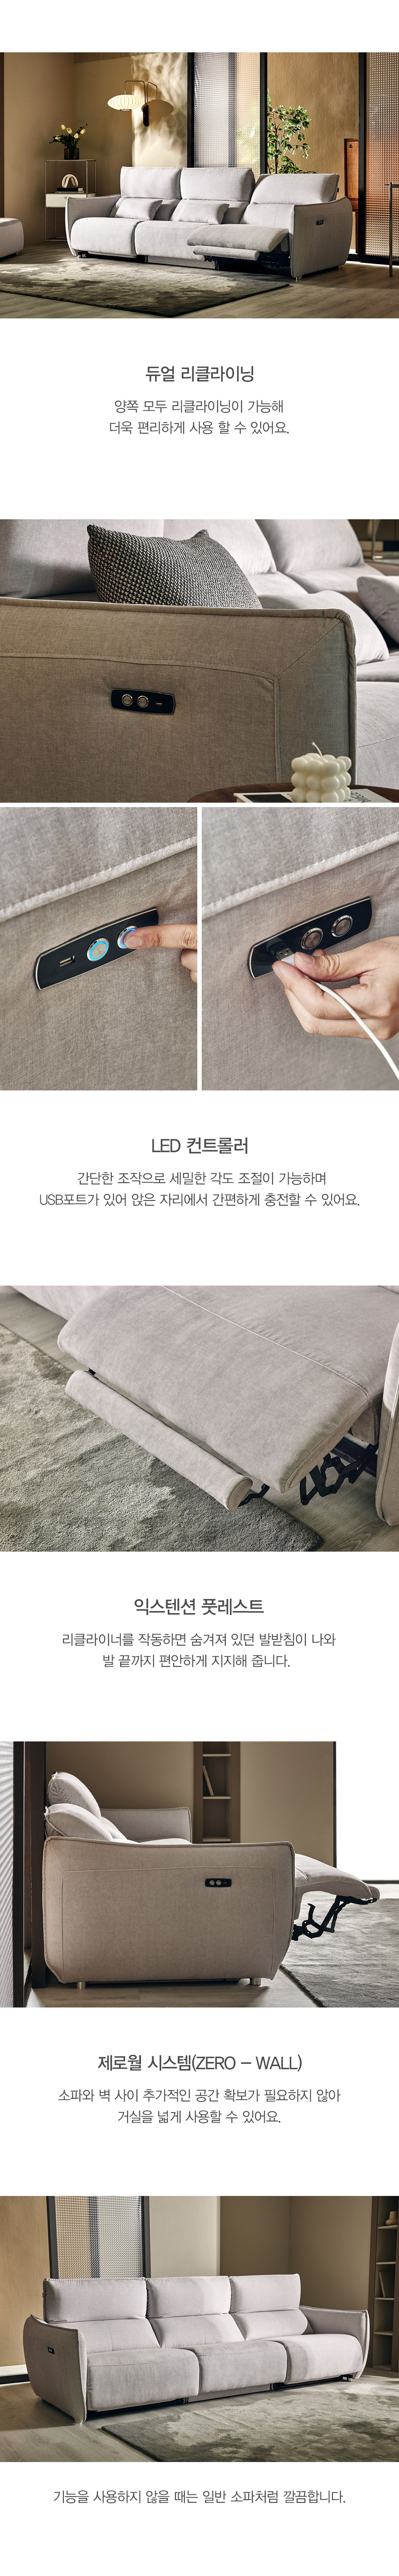 듀얼 리클라이닝
양쪽 모두 리클라이닝이 가능해
더욱 편리하게 사용 할 수 있어요.
LED 컨트롤러
간단한 조작으로 세밀한 각도 조절이 가능하며
USB포트가 있어 앉은 자리에서 간편하게 충전할 수 있어요.
익스텐션 풋레스트
리클라이너를 작동하면 숨겨져 있던 발받침이 나와
발 끝까지 편안하게 지지해 줍니다.
제로월 시스템(ZERO – WALL)
소파와 벽 사이 추가적인 공간 확보가 필요하지 않아
거실을 넓게 사용할 수 있어요.
기능을 사용하지 않을 때는 일반 소파처럼 깔끔합니다.